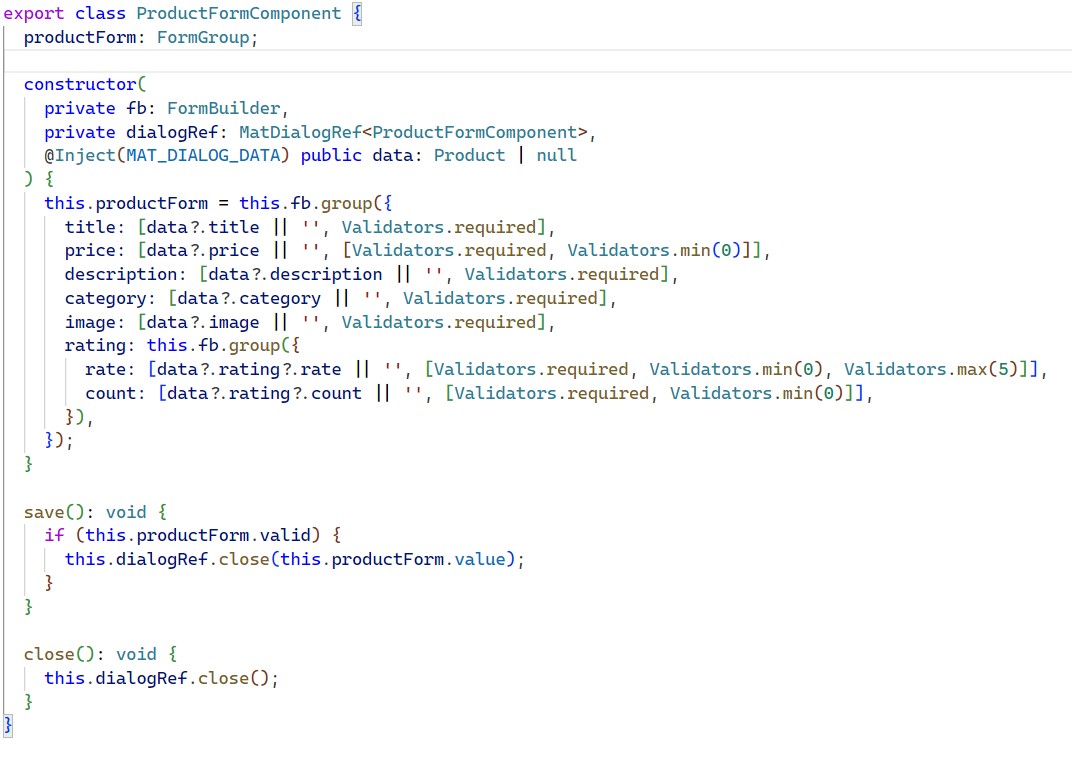 export class ProductFormComponent {
  productForm: FormGroup;

  constructor(
    private fb: FormBuilder,
    private dialogRef: MatDialogRef<ProductFormComponent>,
    @Inject(MAT_DIALOG_DATA) public data: Product | null
  ) {
    this.productForm = this.fb.group({
      title: [data?.title || '', Validators.required],
      price: [data?.price || '', [Validators.required, Validators.min(0)]],
      description: [data?.description || '', Validators.required],
      category: [data?.category || '', Validators.required],
      image: [data?.image || '', Validators.required],
      rating: this.fb.group({
        rate: [data?.rating?.rate || '', [Validators.required, Validators.min(0), Validators.max(5)]],
        count: [data?.rating?.count || '', [Validators.required, Validators.min(0)]],
      }),
    });
  }

  save(): void {
    if (this.productForm.valid) {
      this.dialogRef.close(this.productForm.value);
    }
  }

  close(): void {
    this.dialogRef.close();
  }
}